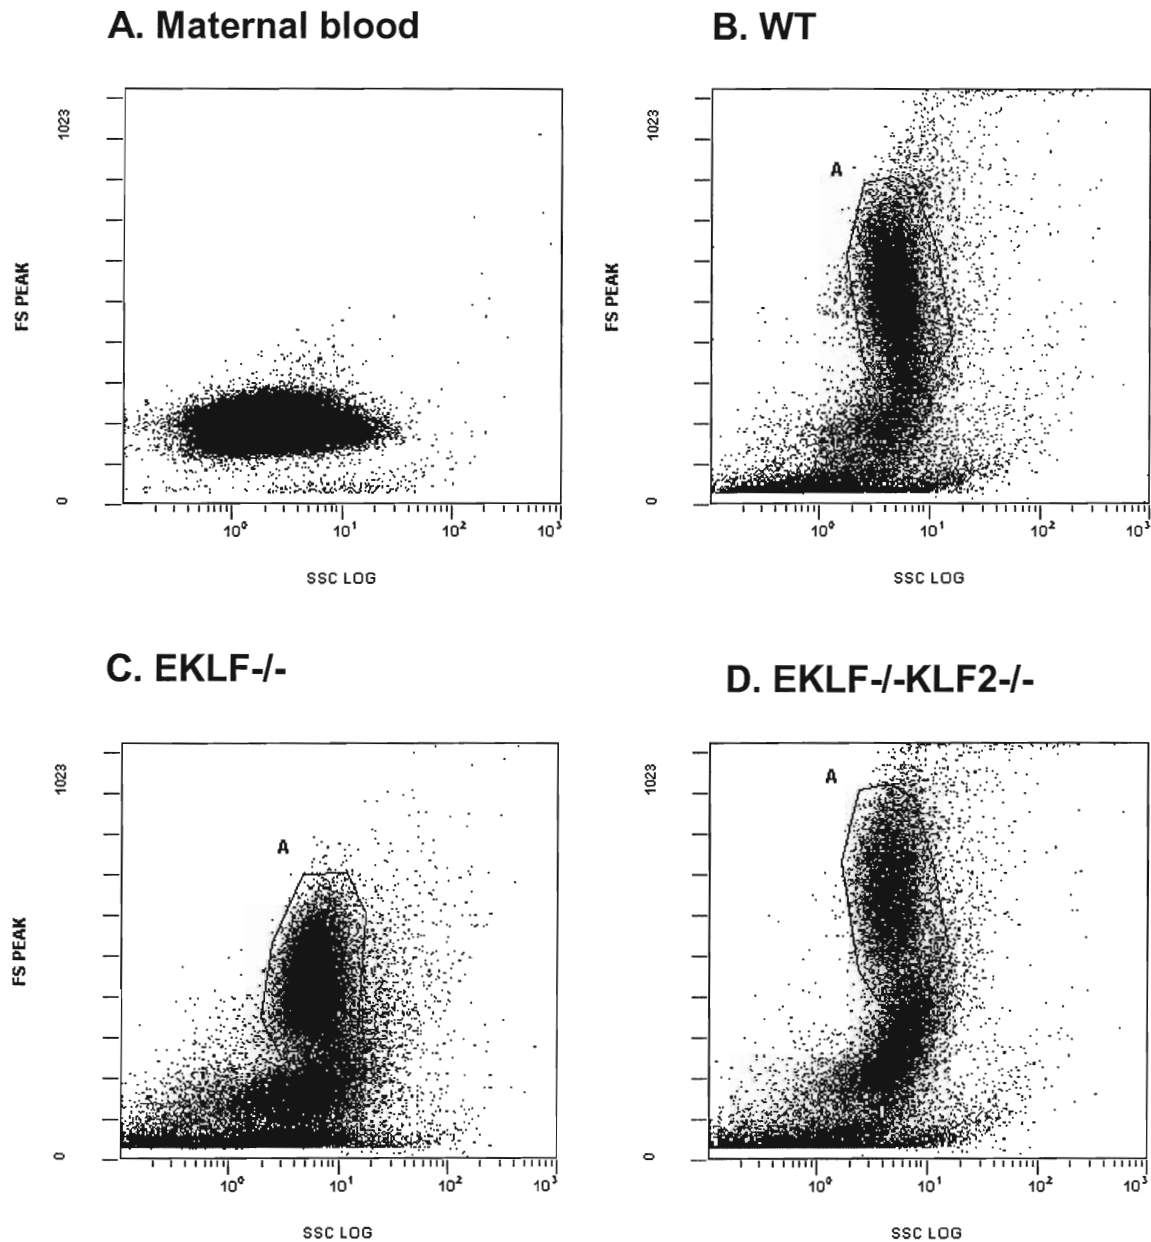 A. Maternal blood
B. WT
1023
FS PEAK
0
10⁰ 10¹ 10² 10³
SSC LOG
1023
A
FS PEAK
0
10⁰ 10¹ 10² 10³
SSC LOG
C. EKLF-/-
D. EKLF-/-KLF2-/-
1023
A
FS PEAK
0
10⁰ 10¹ 10² 10³
SSC LOG
1023
A
0
10⁰ 10¹ 10² 10³
SSC LOG